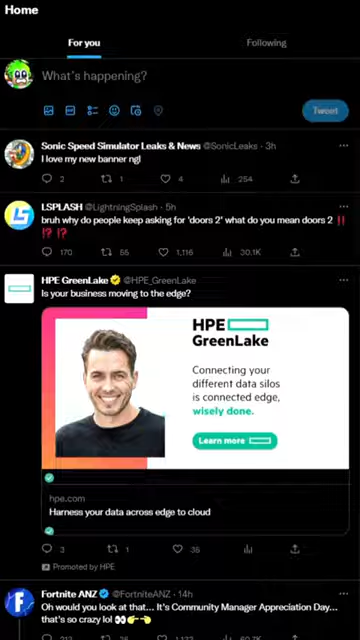 Home
For you
Following
What's happening?
GIF
Tweet
Sonic Speed Simulator Leaks & News @SonicLeaks · 3h
I love my new banner ngl
2 1 4 254
LSPLASH @LightningSplash · 5h
bruh why do people keep asking for 'doors 2' what do you mean doors 2 ‼️
⁉️ ⁉️
170 55 1,116 30.1K
HPE GreenLake @HPE_GreenLake
Is your business moving to the edge?
HPE
GreenLake
Connecting your
different data silos
is connected edge,
wisely done.
Learn more
hpe.com
Harness your data across edge to cloud
3 1 35
Promoted by HPE
Fortnite ANZ @FortniteANZ · 14h
Oh would you look at that... It's Community Manager Appreciation Day...
that's so crazy lol 👀👉👈